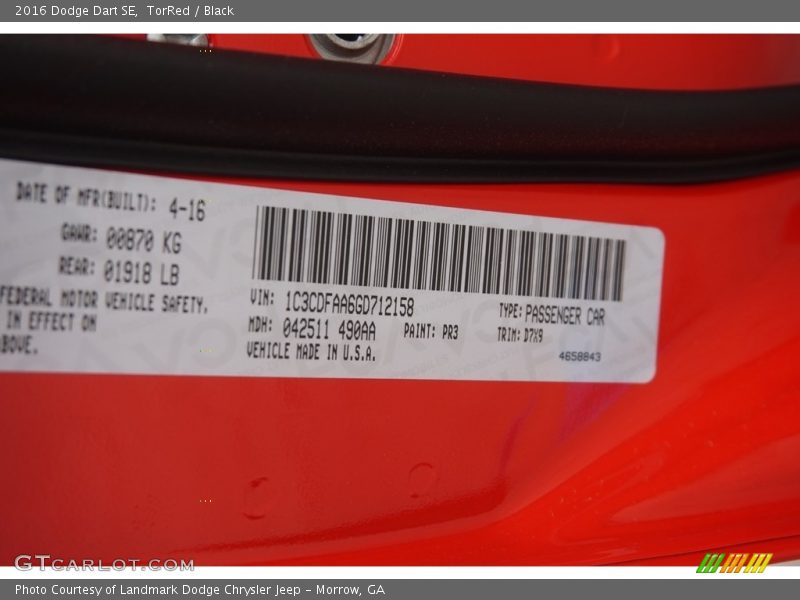 2016 Dodge Dart SE, TorRed / Black
DATE OF MFR(BUILT): 4-16
GAWR: 00870 KG
REAR: 01918 LB
FEDERAL MOTOR VEHICLE SAFETY,
IN EFFECT ON
VIN: 1C3CDFAA6GD712158
TYPE: PASSENGER CAR
MDH: 042511 490AA PAINT: PR3
TRIM: D7X9
VEHICLE MADE IN U.S.A.
4658843
GTCARLOT.COM
Photo Courtesy of Landmark Dodge Chrysler Jeep – Morrow, GA